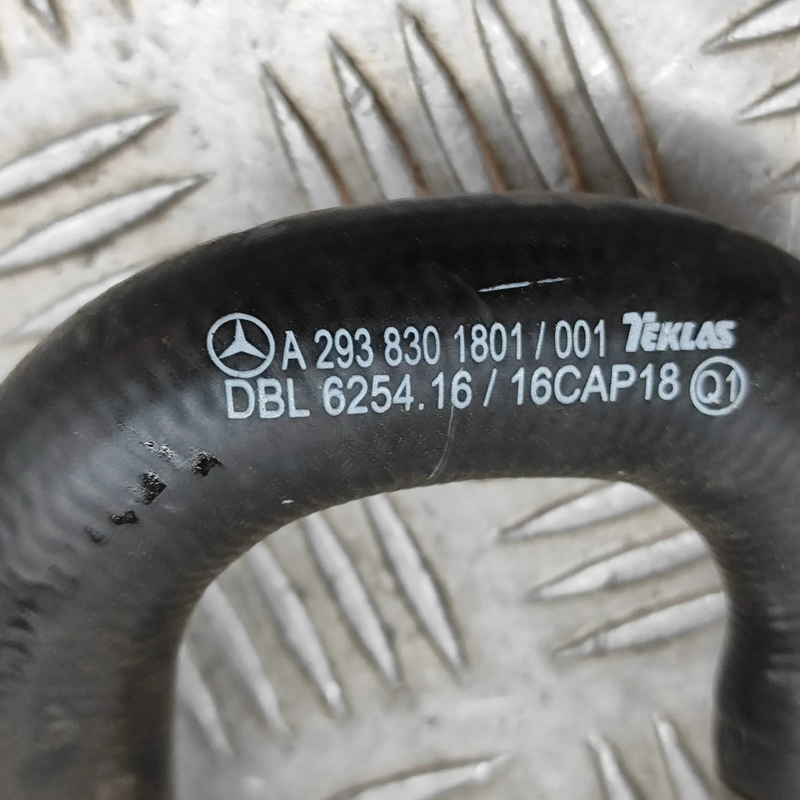 A 293 830 1801 / 001 TEKLAS
DBL 6254.16 / 16CAP18 Q1